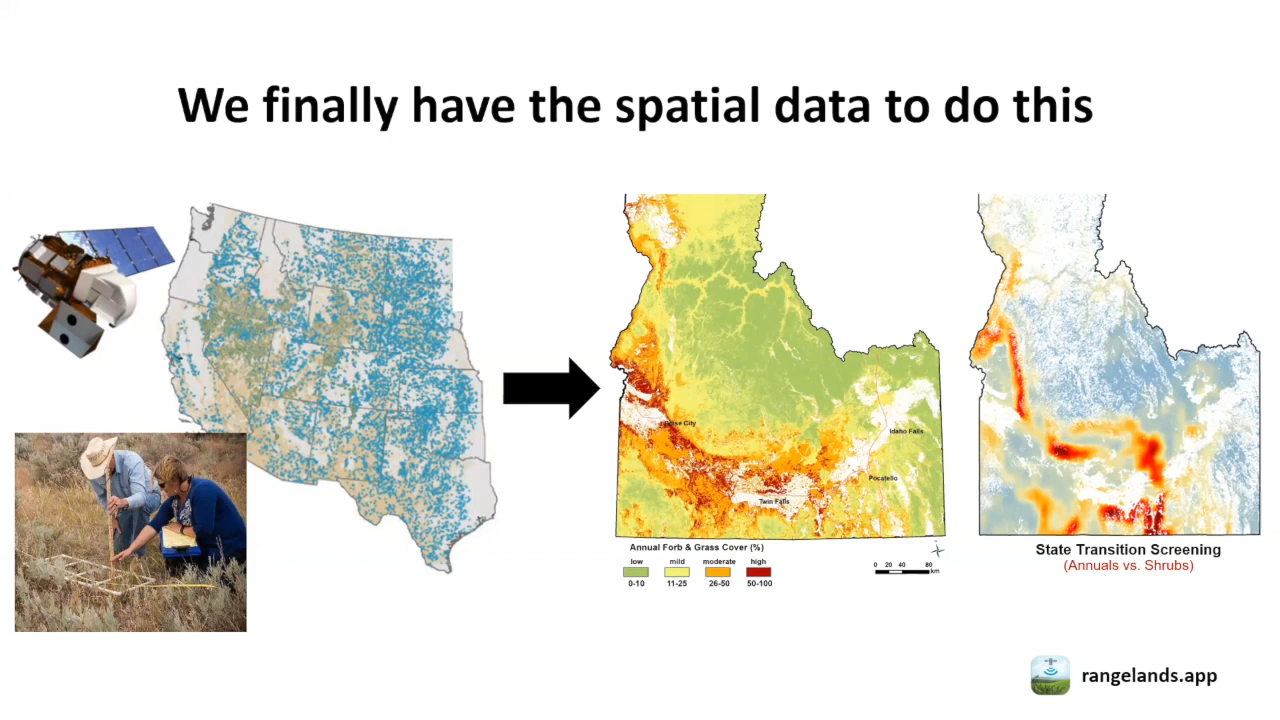 We finally have the spatial data to do this
Boise City
Idaho Falls
Pocatello
Twin Falls
Annual Forb & Grass Cover (%)
low mild moderate high
0-10 11-25 26-50 50-100
0 20 40 80
km
State Transition Screening
(Annuals vs. Shrubs)
rangelands.app